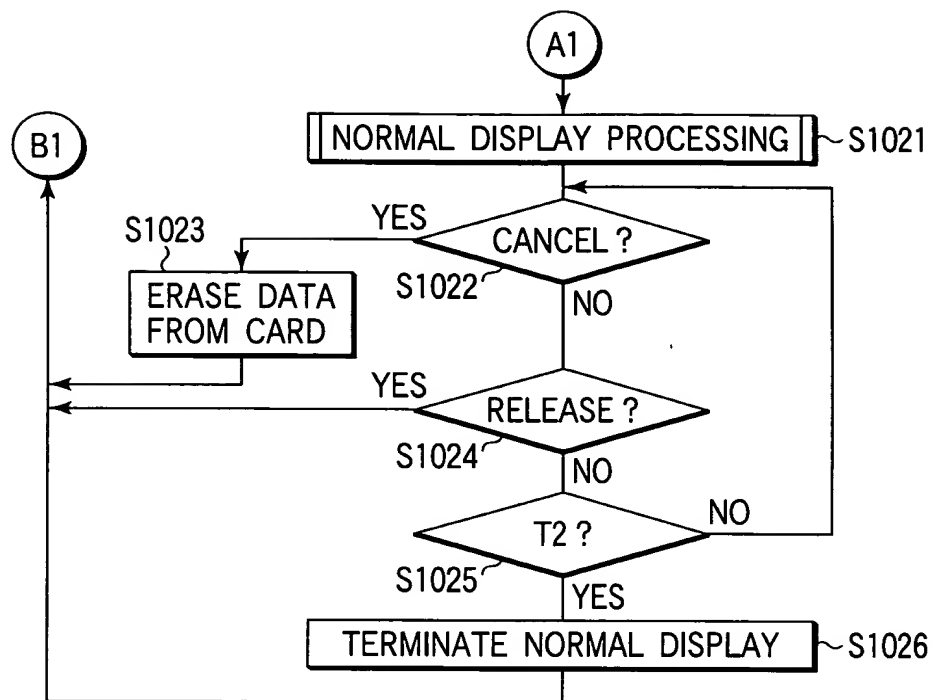 A1
NORMAL DISPLAY PROCESSING
S1021
B1
YES
CANCEL ?
S1022
NO
S1023
ERASE DATA
FROM CARD
YES
RELEASE ?
S1024
NO
T2 ?
NO
S1025
YES
TERMINATE NORMAL DISPLAY
S1026